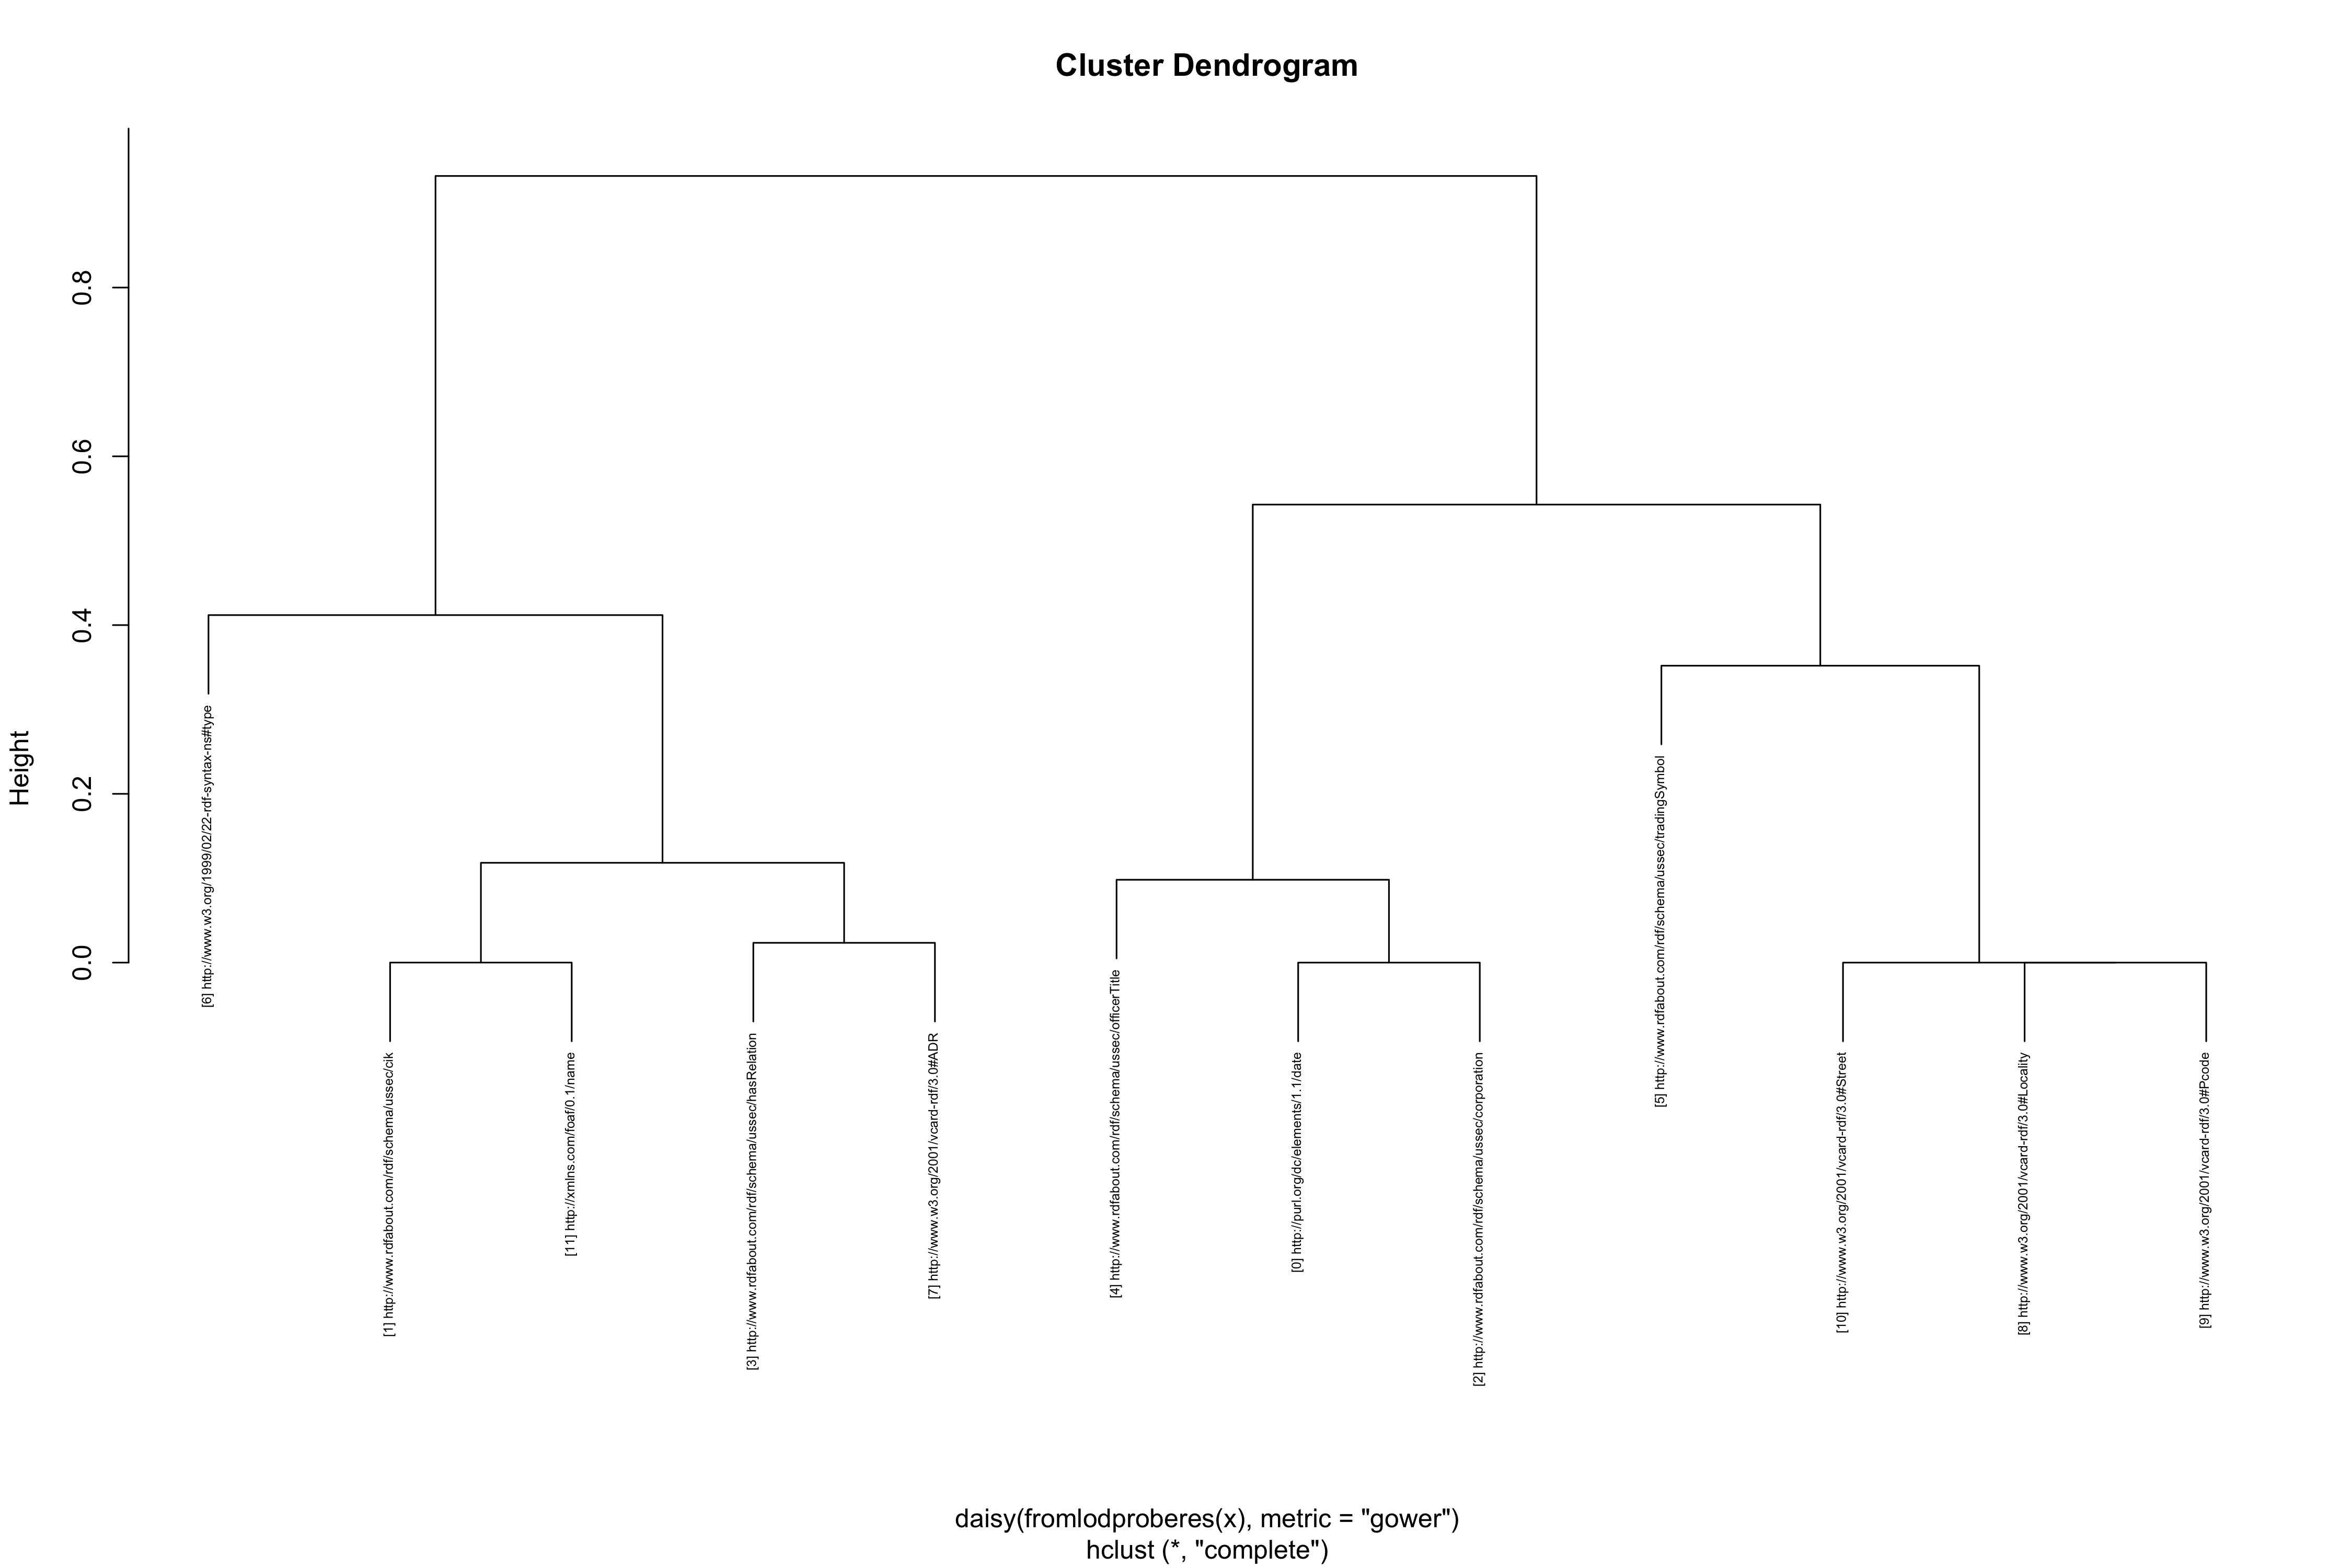 Cluster Dendrogram
Height
0.0
0.2
0.4
0.6
0.8
[6] http://www.w3.org/1999/02/22-rdf-syntax-ns#type
[1] http://www.rdfabout.com/rdf/schema/ussec/cik
[11] http://xmlns.com/foaf/0.1/name
[3] http://www.rdfabout.com/rdf/schema/ussec/hasRelation
[7] http://www.w3.org/2001/vcard-rdf/3.0#ADR
[4] http://www.rdfabout.com/rdf/schema/ussec/officerTitle
[0] http://purl.org/dc/elements/1.1/date
[2] http://www.rdfabout.com/rdf/schema/ussec/corporation
[5] http://www.rdfabout.com/rdf/schema/ussec/tradingSymbol
[10] http://www.w3.org/2001/vcard-rdf/3.0#Street
[8] http://www.w3.org/2001/vcard-rdf/3.0#Locality
[9] http://www.w3.org/2001/vcard-rdf/3.0#Pcode
daisy(fromlodproberes(x), metric = "gower")
hclust (*, "complete")